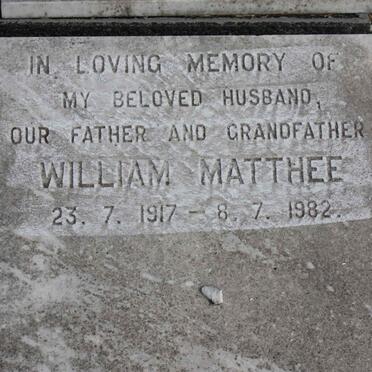 IN LOVING MEMORY OF
MY BELOVED HUSBAND,
OUR FATHER AND GRANDFATHER
WILLIAM MATTHEE
23. 7. 1917 – 8. 7. 1982.